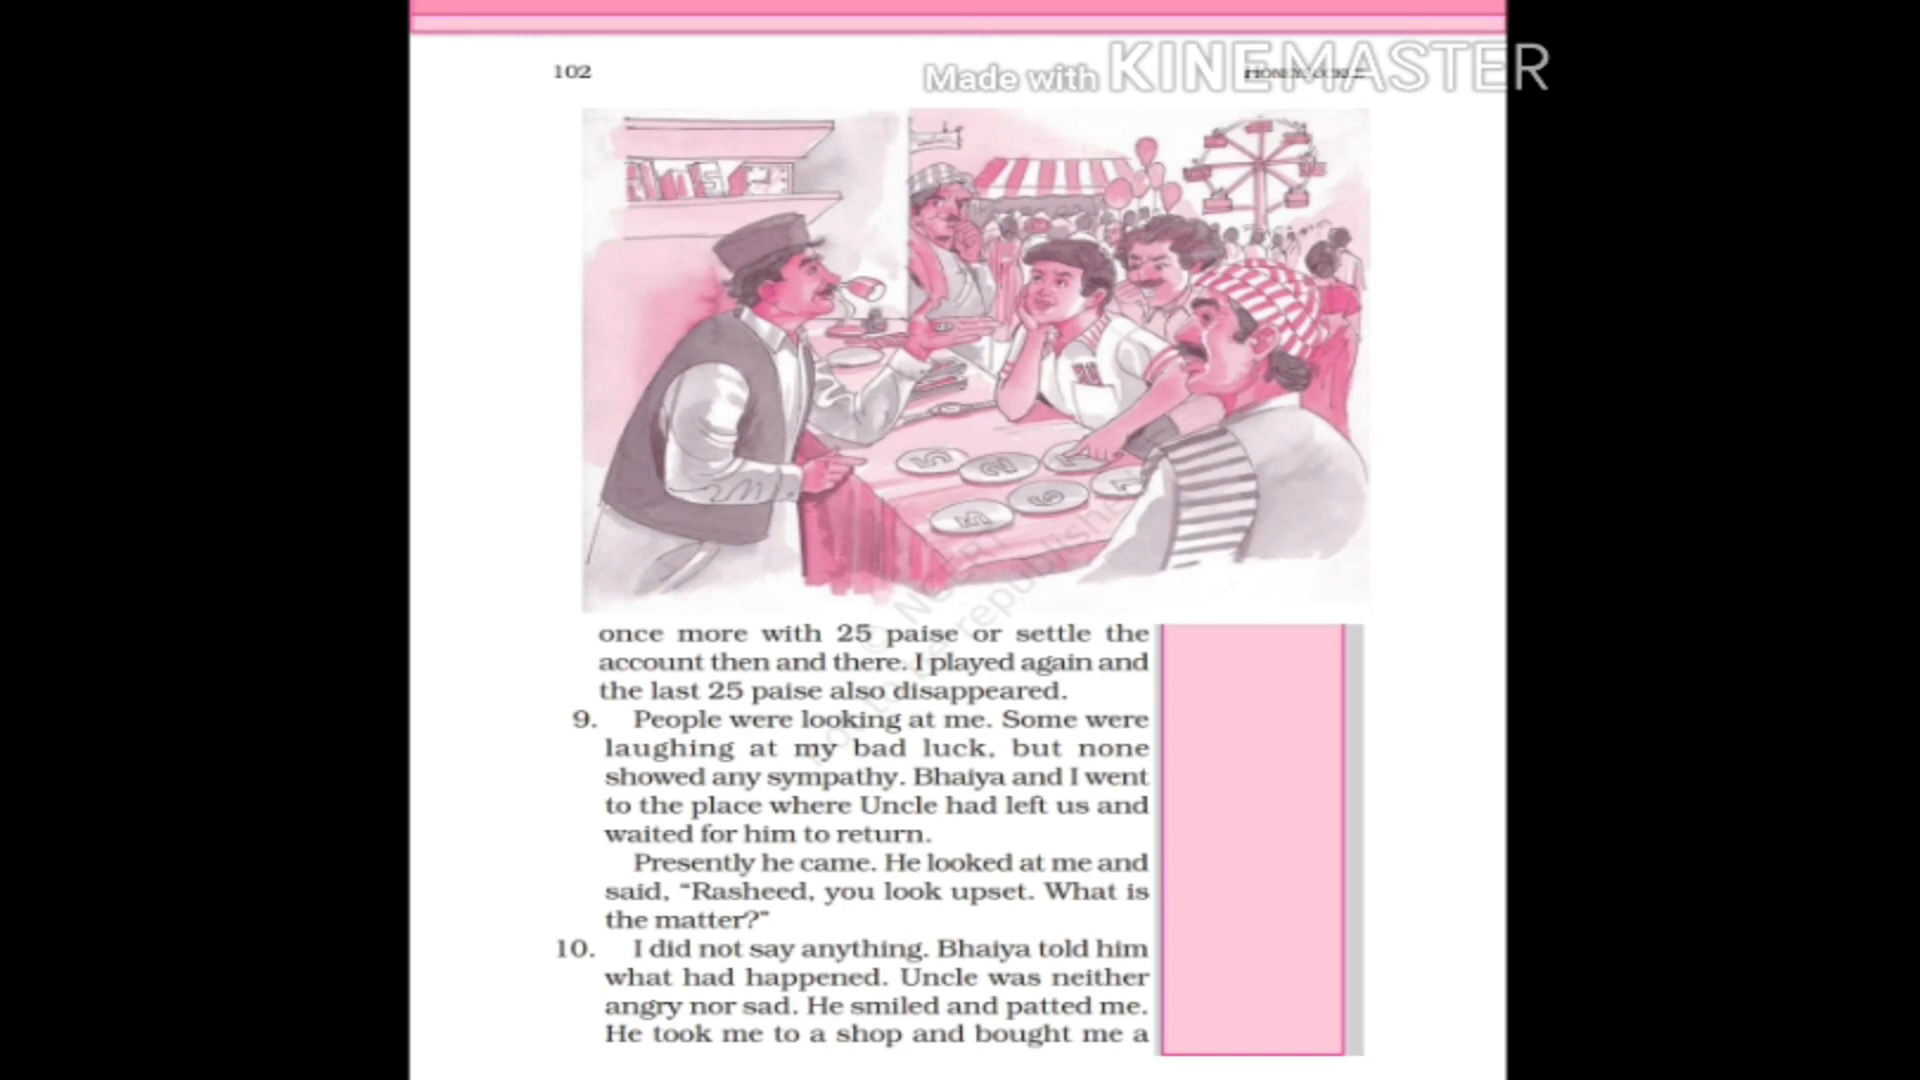 Made with KINEMASTER
102
5 2 1
3 6
once more with 25 paise or settle the
account then and there. I played again and
the last 25 paise also disappeared.
9. People were looking at me. Some were
laughing at my bad luck, but none
showed any sympathy. Bhaiya and I went
to the place where Uncle had left us and
waited for him to return.
Presently he came. He looked at me and
said, “Rasheed, you look upset. What is
the matter?”
10. I did not say anything. Bhaiya told him
what had happened. Uncle was neither
angry nor sad. He smiled and patted me.
He took me to a shop and bought me a